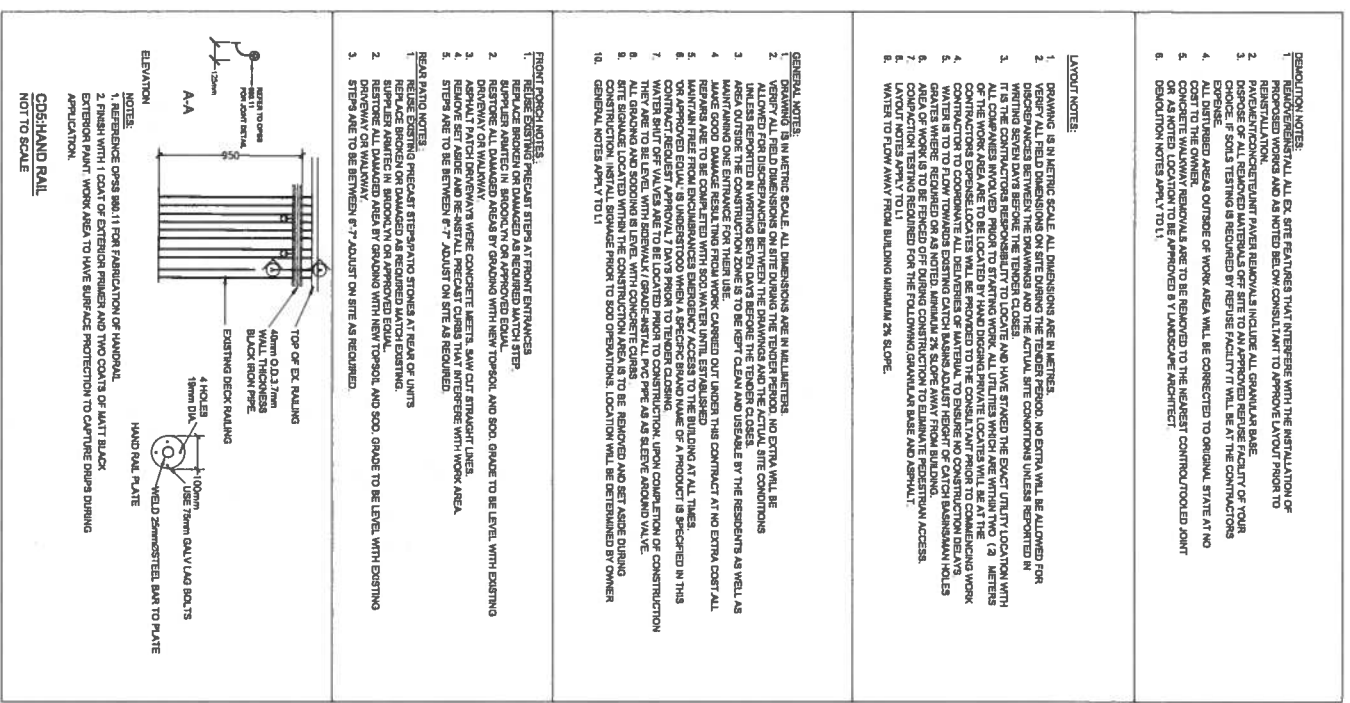 DEMOLITION NOTES:
1. REMOVE/REINSTALL ALL EX. SITE FEATURES THAT INTERFERE WITH THE INSTALLATION OF
PROPOSED WORKS AND AS NOTED BELOW.CONSULTANT TO APPROVE LAYOUT PRIOR TO
REINSTALLATION.
2. PAVEMENT/CONCRETE/UNIT PAVER REMOVALS INCLUDE ALL GRANULAR BASE.
3. DISPOSE OF ALL REMOVED MATERIALS OFF SITE TO AN APPROVED REFUSE FACILITY OF YOUR
CHOICE. IF SOILS TESTING IS REQUIRED BY REFUSE FACILITY IT WILL BE AT THE CONTRACTORS
EXPENSE.
4. ALL DISTURBED AREAS OUTSIDE OF WORK AREA WILL BE CORRECTED TO ORIGINAL STATE AT NO
COST TO THE OWNER.
5. CONCRETE WALKWAY REMOVALS ARE TO BE REMOVED TO THE NEAREST CONTROL/TOOLED JOINT
OR AS NOTED. LOCATION TO BE APPROVED B Y LANDSCAPE ARCHITECT.
6. DEMOLITION NOTES APPLY TO L1.
LAYOUT NOTES:
1. DRAWING IS IN METRIC SCALE. ALL DIMENSIONS ARE IN METRES.
2. VERIFY ALL FIELD DIMENSIONS ON SITE DURING THE TENDER PERIOD. NO EXTRA WILL BE ALLOWED FOR
DISCREPANCIES BETWEEN THE DRAWINGS AND THE ACTUAL SITE CONDITIONS UNLESS REPORTED IN
WRITING SEVEN DAYS BEFORE THE TENDER CLOSES.
3. IT IS THE CONTRACTORS RESPONSIBILITY TO LOCATE AND HAVE STAKED THE EXACT UTILITY LOCATION WITH
ALL COMPANIES INVOLVED PRIOR TO STARTING WORK. ALL UTILITIES WHICH ARE WITHIN TWO (2) METERS
OF THE WORK AREA ARE TO BE LOCATED BY HAND DIGGING.PRIVATE LOCATES WILL BE AT THE
CONTRACTORS EXPENSE.LOCATES WILL BE PROVIDED TO THE CONSULTANT PRIOR TO COMMENCING WORK
4. CONTRACTOR TO COORDINATE ALL DELIVERIES OF MATERIAL TO ENSURE NO CONSTRUCTION DELAYS
5. WATER IS TO TO FLOW TOWARDS EXISTING CATCH BASINS.ADJUST HEIGHT OF CATCH BASINS/MAN HOLES
GRATES WHERE REQUIRED OR AS NOTED. MINIMUM 2% SLOPE AWAY FROM BUILDING.
6. AREA OF WORK IS TO BE FENCED OFF DURING CONSTRUCTION TO ELIMINATE PEDESTRIAN ACCESS.
7. COMPACTION TESTING REQUIRED FOR THE FOLLOWING GRANULAR BASE AND ASPHALT.
8. LAYOUT NOTES APPLY TO L1
9. WATER TO FLOW AWAY FROM BUILDING MINIMUM 2% SLOPE.
GENERAL NOTES:
1. DRAWING IS IN METRIC SCALE. ALL DIMENSIONS ARE IN MILLIMETERS.
2. VERIFY ALL FIELD DIMENSIONS ON SITE DURING THE TENDER PERIOD. NO EXTRA WILL BE
ALLOWED FOR DISCREPANCIES BETWEEN THE DRAWINGS AND THE ACTUAL SITE CONDITIONS
UNLESS REPORTED IN WRITING SEVEN DAYS BEFORE THE TENDER CLOSES.
3. AREA OUTSIDE THE CONSTRUCTION ZONE IS TO BE KEPT CLEAN AND USEABLE BY THE RESIDENTS AS WELL AS
MAINTAINING ONE ENTRANCE FOR THEIR USE.
4. MAKE GOOD DAMAGE RESULTING FROM WORK CARRIED OUT UNDER THIS CONTRACT AT NO EXTRA COST.ALL
REPAIRS ARE TO BE COMPLETED WITH SOD.WATER UNTIL ESTABLISHED
5. MAINTAIN FREE FROM ENCUMBRANCES EMERGENCY ACCESS TO THE BUILDING AT ALL TIMES.
6. 'OR APPROVED EQUAL' IS UNDERSTOOD WHEN A SPECIFIC BRAND NAME OF A PRODUCT IS SPECIFIED IN THIS
CONTRACT.REQUEST APPROVAL 7 DAYS PRIOR TO TENDER CLOSING.
7. WATER SHUT OFF VALVES ARE TO BE LOCATED PRIOR TO CONSTRUCTION. UPON COMPLETION OF CONSTRUCTION
THEY ARE TO BE LEVEL WITH SIDEWALK GRADE-INSTALL PVC PIPE AS SLEEVE AROUND VALVE.
8. ALL GRADING AND SODDING IS LEVEL WITH CONCRETE CURBS
9. SITE SIGNAGE LOCATED WITHIN THE CONSTRUCTION AREA IS TO BE REMOVED AND SET ASIDE DURING
CONSTRUCTION. INSTALL SIGNAGE PRIOR TO SOD OPERATIONS. LOCATION WILL BE DETERMINED BY OWNER
10. GENERAL NOTES APPLY TO L1
FRONT PORCH NOTES:
1. REUSE EXISTING PRECAST STEPS AT FRONT ENTRANCES
REPLACE BROKEN OR DAMAGED AS REQUIRED MATCH STEP.
SUPPLIER ARMTEC IN BROOKLYN OR APPROVED EQUAL
2. RESTORE ALL DAMAGED AREAS BY GRADING WITH NEW TOPSOIL AND SOD. GRADE TO BE LEVEL WITH EXISTING
DRIVEWAY OR WALKWAY.
3. ASPHALT PATCH DRIVEWAYS WERE CONCRETE MEETS. SAW CUT STRAIGHT LINES.
4. REMOVE SET ASIDE AND RE-INSTALL PRECAST CURBS THAT INTERFERE WITH WORK AREA.
5. STEPS ARE TO BE BETWEEN 6"-7" ADJUST ON SITE AS REQUIRED.
REAR PATIO NOTES :
1. REUSE EXISTING PRECAST STEPS/PATIO STONES AT REAR OF UNITS
REPLACE BROKEN OR DAMAGED AS REQUIRED MATCH EXISTING.
SUPPLIER ARMTEC IN BROOKLYN OR APPROVED EQUAL
2. RESTORE ALL DAMAGED AREA BY GRADING WITH NEW TOPSOIL AND SOD. GRADE TO BE LEVEL WITH EXISTING
DRIVEWAY OR WALKWAY.
3. STEPS ARE TO BE BETWEEN 6"-7" ADJUST ON SITE AS REQUIRED.
REFER TO OPSS
980.11
FOR JOINT DETAIL
125mm
A-A
ELEVATION
950
TOP OF EX. RAILING
40mm O.D.3.7mm
WALL THICKNESS
BLACK IRON PIPE.
EXISTING DECK RAILING
4 HOLES
19mm DIA.
100mm
USE 75mm GALV LAG BOLTS
WELD 25mmØSTEEL BAR TO PLATE
HAND RAIL PLATE
NOTES:
1. REFERENCE OPSS 980.11 FOR FABRICATION OF HANDRAIL
2. FINISH WITH 1 COAT OF EXTERIOR PRIMER AND TWO COATS OF MATT BLACK
EXTERIOR PAINT. WORK AREA TO HAVE SURFACE PROTECTION TO CAPTURE DRIPS DURING
APPLICATION.
CD5:HAND RAIL
NOT TO SCALE